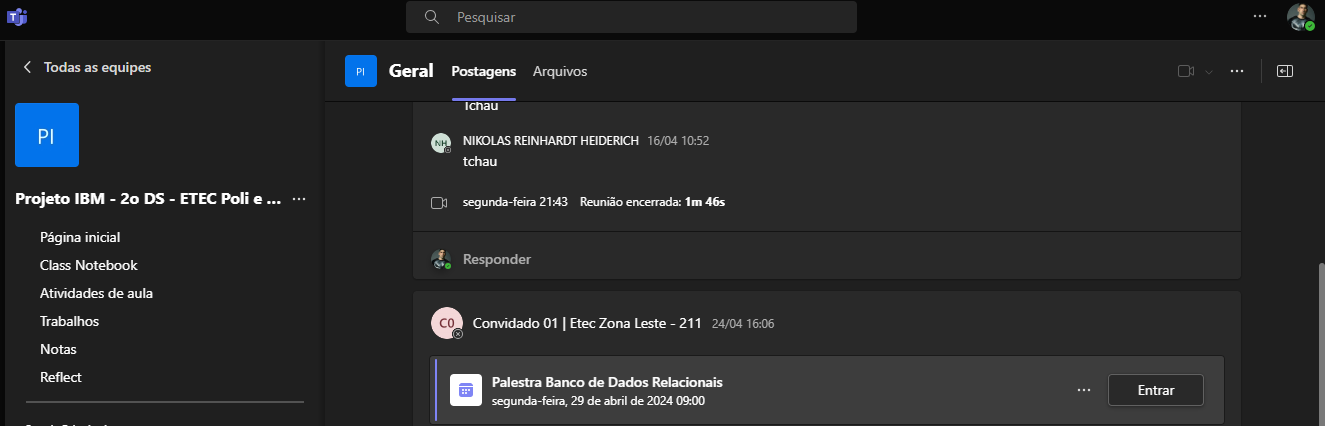 Pesquisar
Todas as equipes
PI
Projeto IBM - 2o DS - ETEC Poli e ...
Página inicial
Class Notebook
Atividades de aula
Trabalhos
Notas
Reflect
PI
Geral
Postagens
Arquivos
Tchau
NH
NIKOLAS REINHARDT HEIDERICH 16/04 10:52
tchau
segunda-feira 21:43 Reunião encerrada: 1m 46s
Responder
C0
Convidado 01 | Etec Zona Leste - 211 24/04 16:06
Palestra Banco de Dados Relacionais
segunda-feira, 29 de abril de 2024 09:00
Entrar